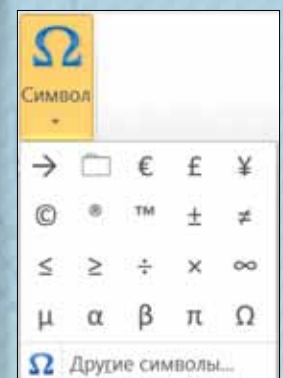 Ω
Символ
→ 🗀 € £ ¥
© ® ™ ± ≠
≤ ≥ ÷ × ∞
µ α β π Ω
Ω Другие символы...